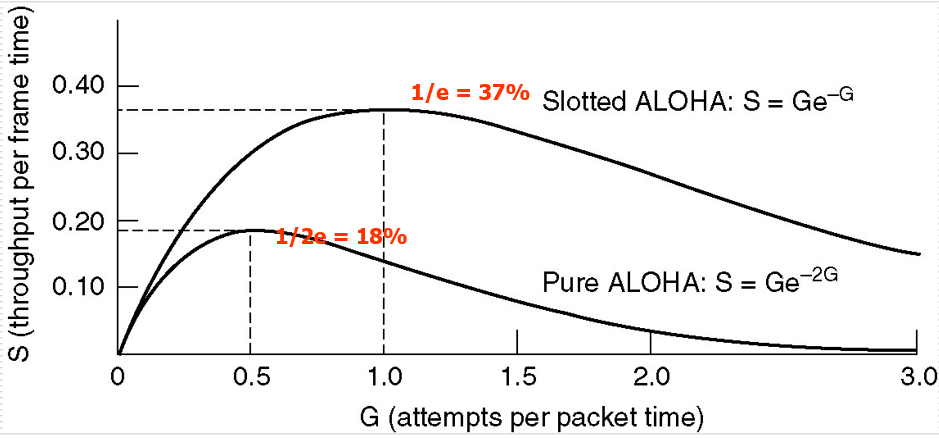 S (throughput per frame time)
0.40
0.30
0.20
0.10
1/e = 37%
Slotted ALOHA: S = Ge⁻ᴳ
1/2e = 18%
Pure ALOHA: S = Ge⁻²ᴳ
0 0.5 1.0 1.5 2.0 3.0
G (attempts per packet time)